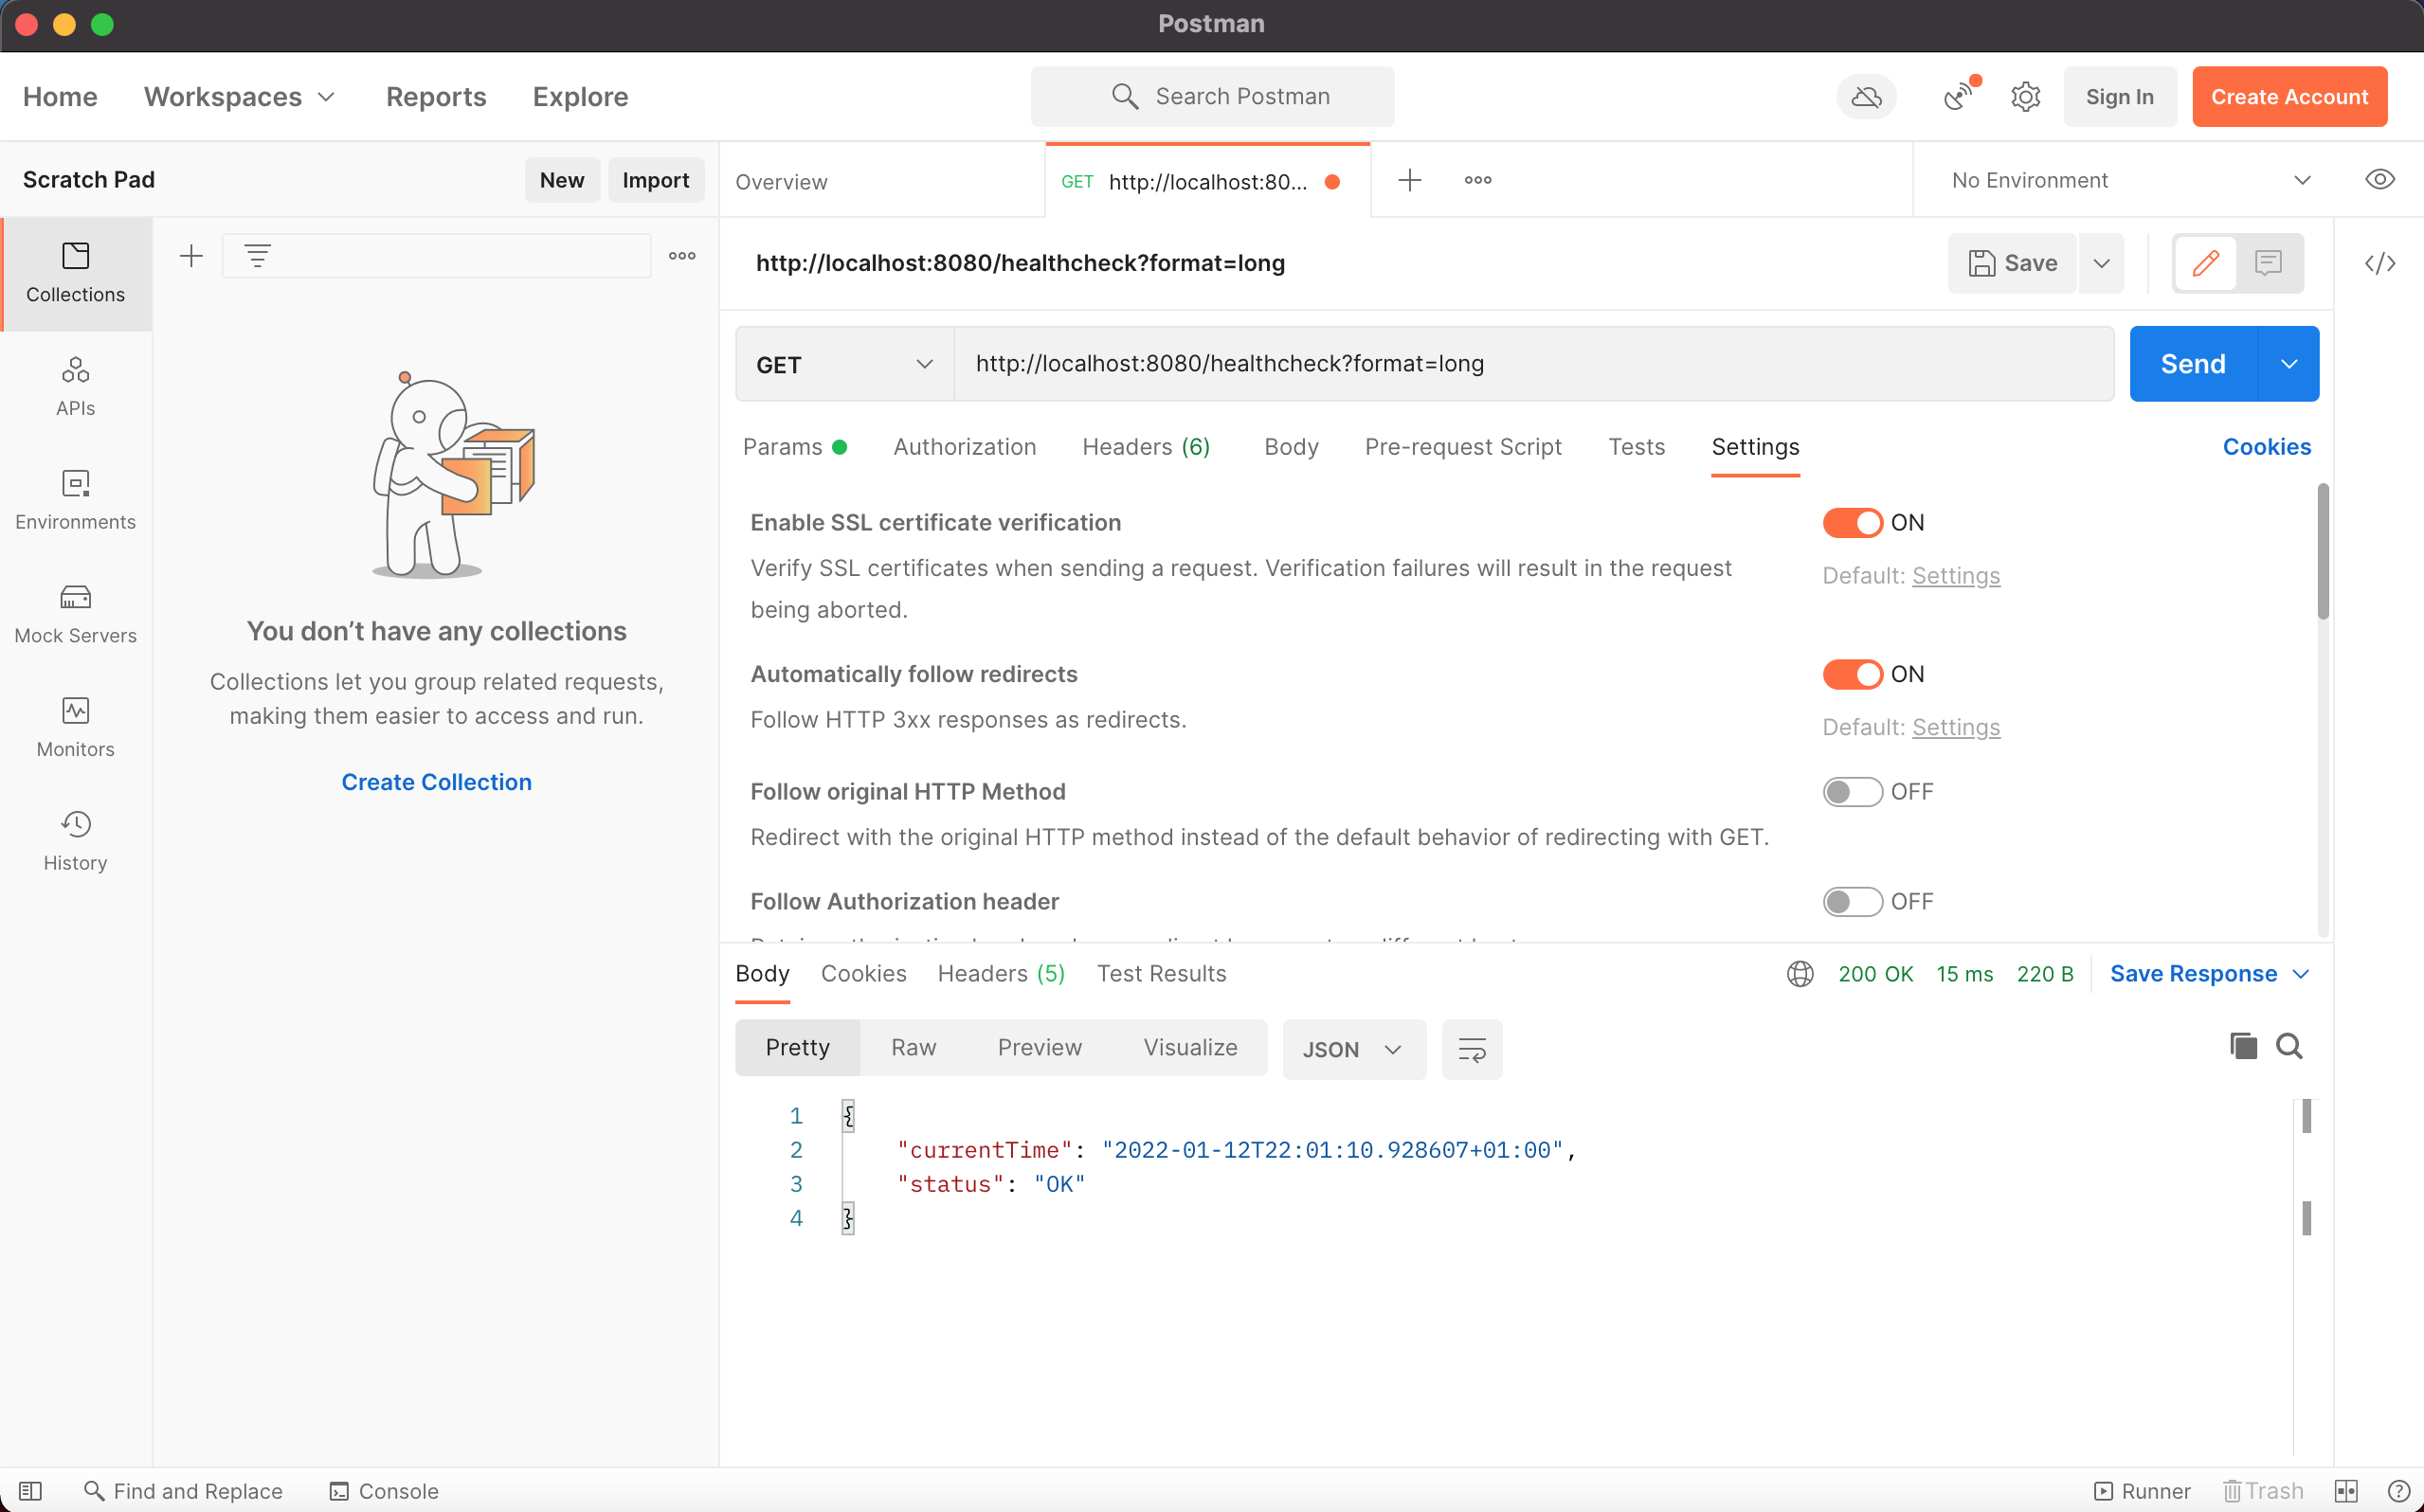 Postman
Home Workspaces Reports Explore
Search Postman
Sign In
Create Account
Scratch Pad
New
Import
Overview
GET http://localhost:80...
No Environment
Collections
APIs
Environments
Mock Servers
Monitors
History
You don’t have any collections
Collections let you group related requests,
making them easier to access and run.
Create Collection
http://localhost:8080/healthcheck?format=long
Save
GET
http://localhost:8080/healthcheck?format=long
Send
Params Authorization Headers (6) Body Pre-request Script Tests Settings
Cookies
Enable SSL certificate verification
ON
Verify SSL certificates when sending a request. Verification failures will result in the request
being aborted.
Default: Settings
Automatically follow redirects
ON
Follow HTTP 3xx responses as redirects.
Default: Settings
Follow original HTTP Method
OFF
Redirect with the original HTTP method instead of the default behavior of redirecting with GET.
Follow Authorization header
OFF
Body Cookies Headers (5) Test Results
200 OK 15 ms 220 B Save Response
Pretty Raw Preview Visualize JSON
1 {
2 "currentTime": "2022-01-12T22:01:10.928607+01:00",
3 "status": "OK"
4 }
Find and Replace Console
Runner Trash